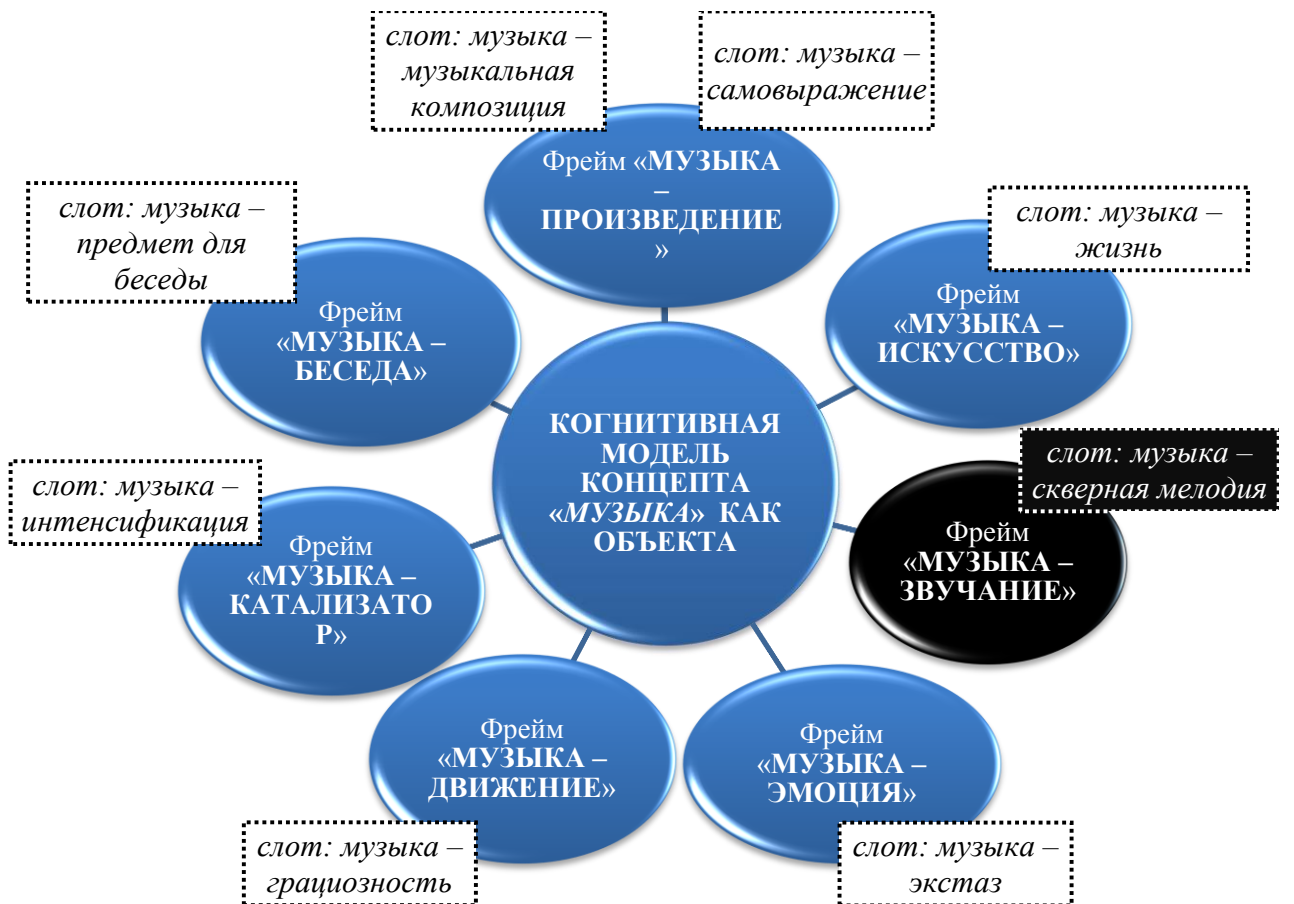 слот: музыка –
музыкальная
композиция
слот: музыка –
самовыражение
Фрейм «МУЗЫКА
–
ПРОИЗВЕДЕНИЕ
»
слот: музыка –
предмет для
беседы
Фрейм
«МУЗЫКА –
БЕСЕДА»
слот: музыка –
жизнь
Фрейм
«МУЗЫКА –
ИСКУССТВО»
КОГНИТИВНАЯ
МОДЕЛЬ
КОНЦЕПТА
«МУЗЫКА» КАК
ОБЪЕКТА
слот: музыка –
скверная мелодия
Фрейм
«МУЗЫКА –
ЗВУЧАНИЕ»
слот: музыка –
интенсификация
Фрейм
«МУЗЫКА –
КАТАЛИЗАТО
Р»
Фрейм
«МУЗЫКА –
ДВИЖЕНИЕ»
слот: музыка –
грациозность
Фрейм
«МУЗЫКА –
ЭМОЦИЯ»
слот: музыка –
экстаз